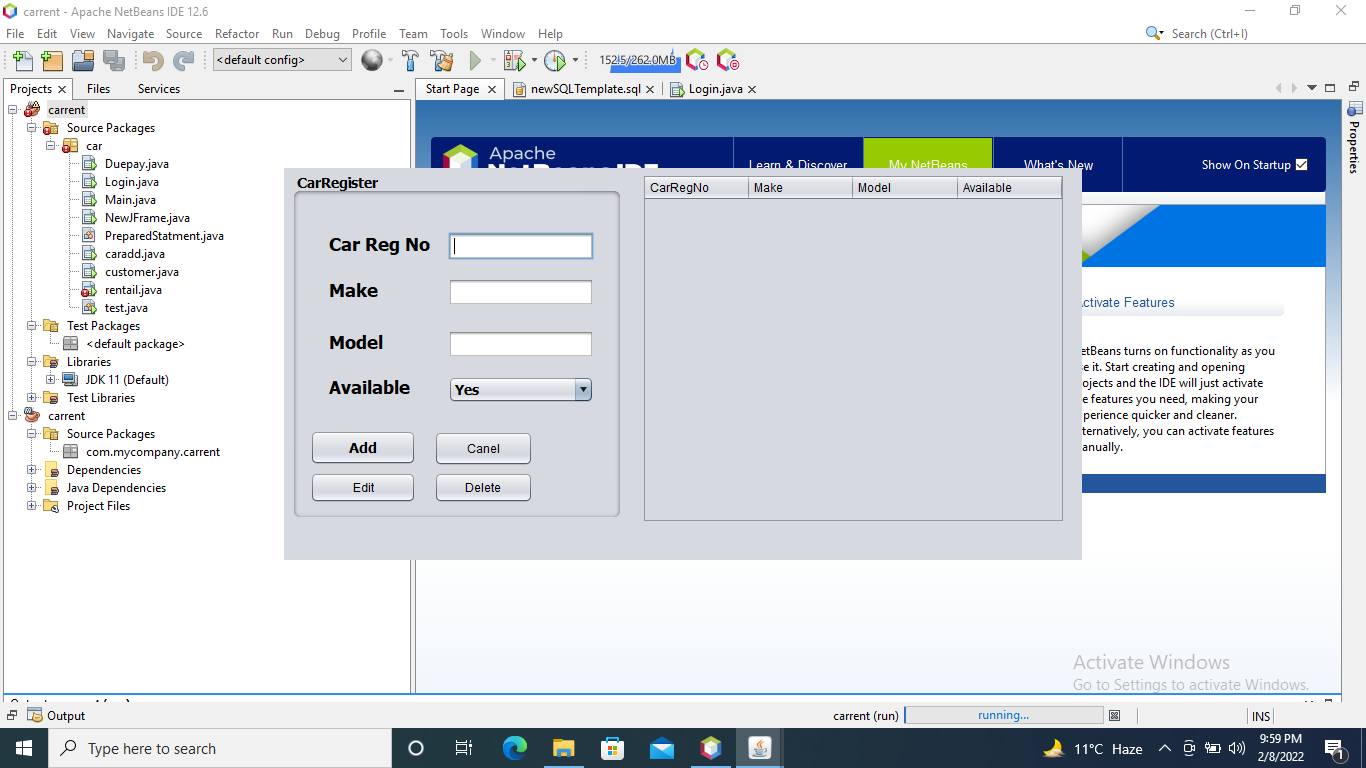 carrent - Apache NetBeans IDE 12.6
File Edit View Navigate Source Refactor Run Debug Profile Team Tools Window Help
Search (Ctrl+I)
<default config>
152.5/262.0MB
Projects Files Services
Start Page newSQLTemplate.sql Login.java
carrent
Source Packages
car
Duepay.java
Login.java
Main.java
NewJFrame.java
PreparedStatment.java
caradd.java
customer.java
rentail.java
test.java
Test Packages
<default package>
Libraries
JDK 11 (Default)
Test Libraries
carrent
Source Packages
com.mycompany.carrent
Dependencies
Java Dependencies
Project Files
Apache
NetBeans IDE
Learn & Discover My NetBeans What's New Show On Startup
Properties
CarRegister
Car Reg No
Make
Model
Available Yes
Add Canel
Edit Delete
CarRegNo Make Model Available
Activate Features
NetBeans turns on functionality as you
use it. Start creating and opening
projects and the IDE will just activate
the features you need, making your
experience quicker and cleaner.
Alternatively, you can activate features
manually.
Activate Windows
Go to Settings to activate Windows.
Output
carrent (run) running...
INS
Type here to search
11°C Haze
9:59 PM
2/8/2022
1